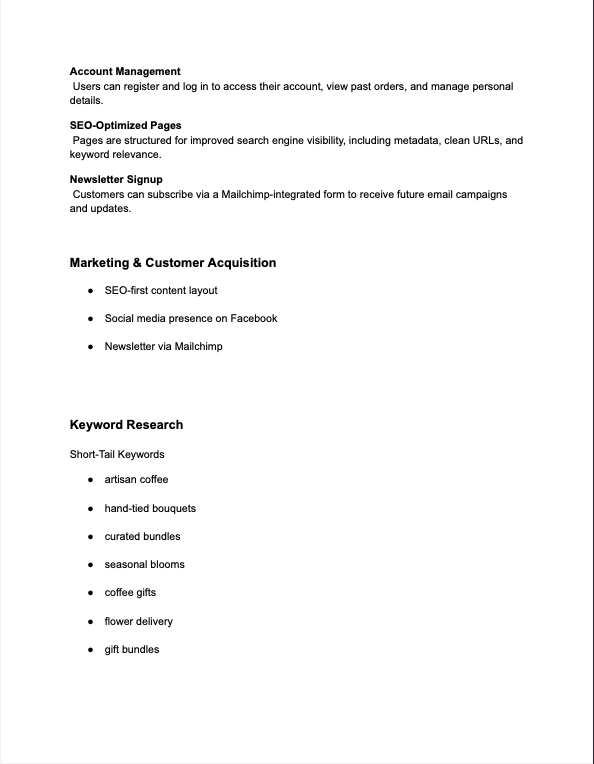 Account Management
Users can register and log in to access their account, view past orders, and manage personal
details.
SEO-Optimized Pages
Pages are structured for improved search engine visibility, including metadata, clean URLs, and
keyword relevance.
Newsletter Signup
Customers can subscribe via a Mailchimp-integrated form to receive future email campaigns
and updates.
Marketing & Customer Acquisition
● SEO-first content layout
● Social media presence on Facebook
● Newsletter via Mailchimp
Keyword Research
Short-Tail Keywords
● artisan coffee
● hand-tied bouquets
● curated bundles
● seasonal blooms
● coffee gifts
● flower delivery
● gift bundles